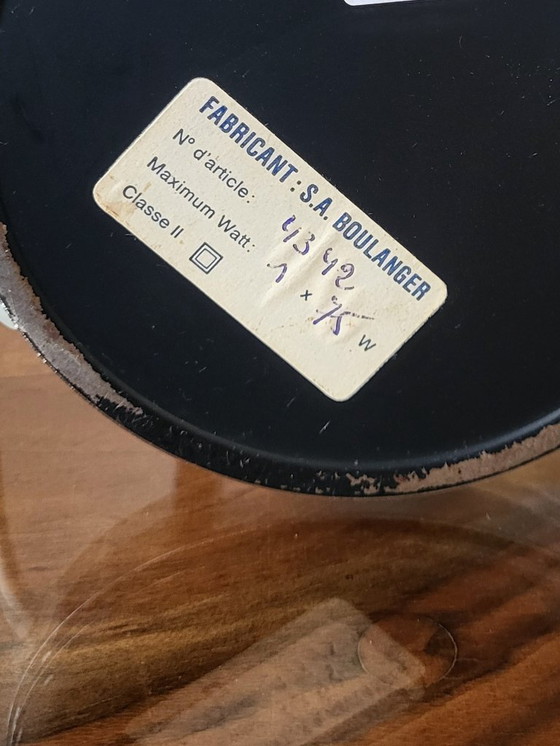 FABRICANT : S.A. BOULANGER
N° d'article: 4342
Maximum Watt: 1 x 75 W
Classe II